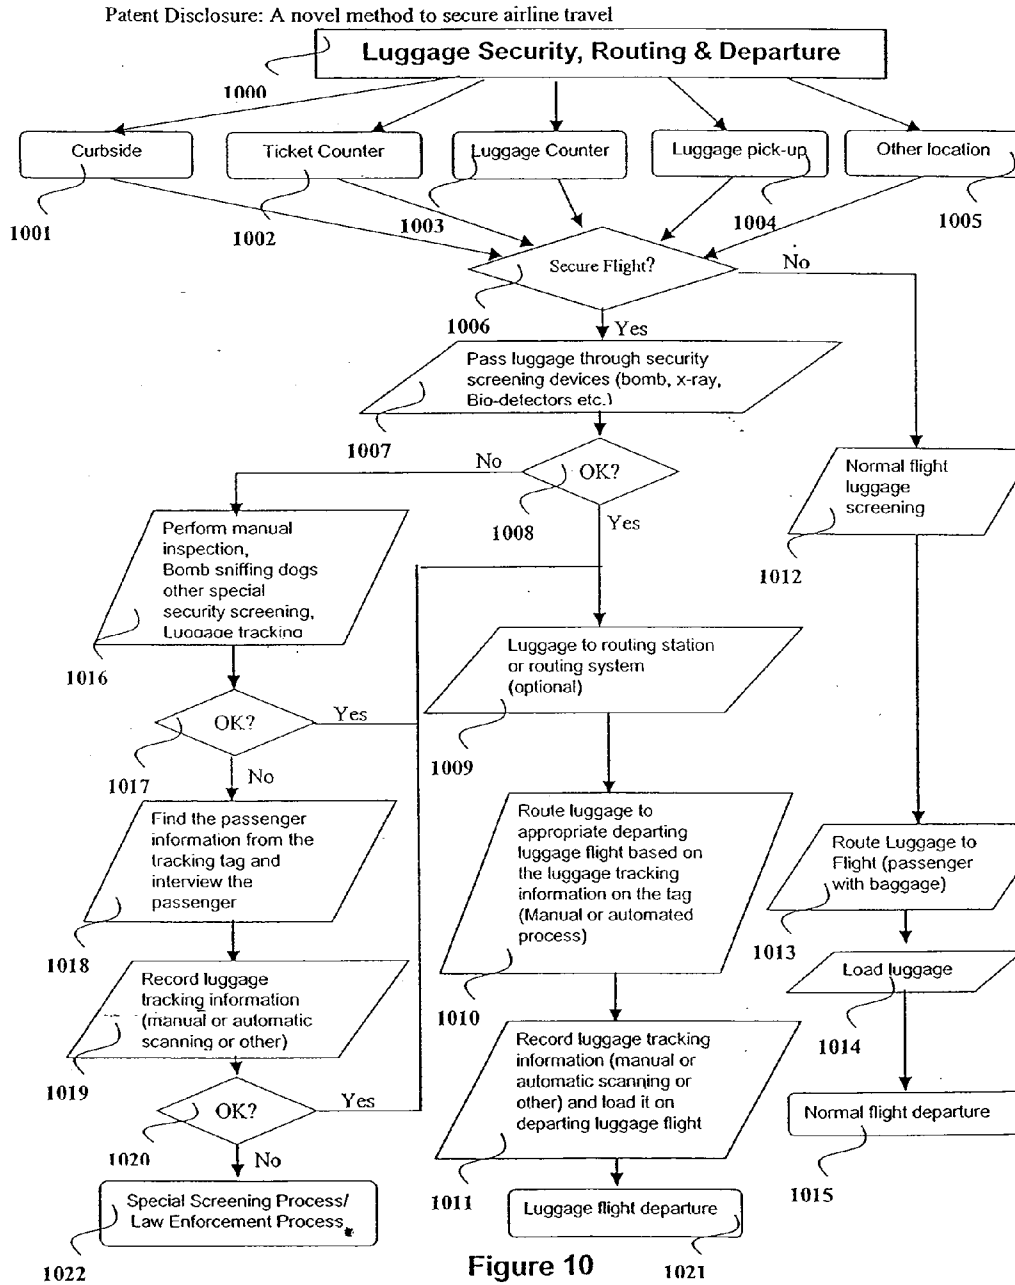 Patent Disclosure: A novel method to secure airline travel
Luggage Security, Routing & Departure
1000
Curbside
Ticket Counter
Luggage Counter
Luggage pick-up
Other location
1001
1002
1003
1004
1005
Secure Flight?
No
1006
Yes
Pass luggage through security
screening devices (bomb, x-ray,
Bio-detectors etc.)
1007
No
OK?
Normal flight
luggage
screening
1008
Yes
1012
Perform manual
inspection,
Bomb sniffing dogs
other special
security screening,
Luggage tracking
1016
Luggage to routing station
or routing system
(optional)
1009
OK?
Yes
1017
No
Find the passenger
information from the
tracking tag and
interview the
passenger
1018
Route luggage to
appropriate departing
luggage flight based on
the luggage tracking
information on the tag
(Manual or automated
process)
1010
Route Luggage to
Flight (passenger
with baggage)
1013
Load luggage
1014
Record luggage
tracking information
(manual or automatic
scanning or other)
1019
Record luggage tracking
information (manual or
automatic scanning or
other) and load it on
departing luggage flight
1011
OK?
Yes
1020
No
Normal flight departure
1015
Special Screening Process/
Law Enforcement Process
1022
Luggage flight departure
1021
Figure 10